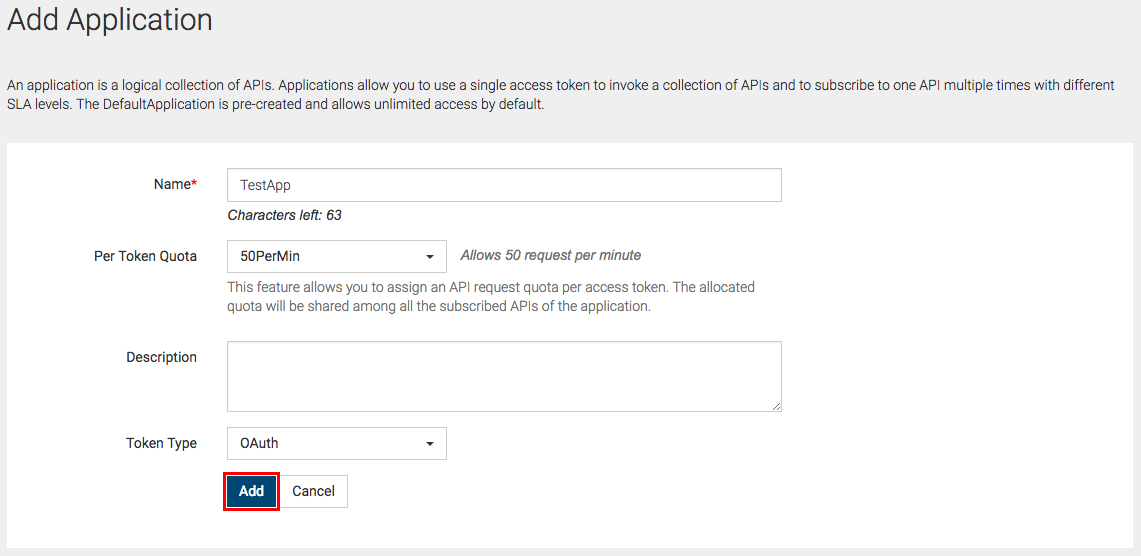 Add Application
An application is a logical collection of APIs. Applications allow you to use a single access token to invoke a collection of APIs and to subscribe to one API multiple times with different
SLA levels. The DefaultApplication is pre-created and allows unlimited access by default.
Name*
TestApp
Characters left: 63
Per Token Quota
50PerMin
Allows 50 request per minute
This feature allows you to assign an API request quota per access token. The allocated
quota will be shared among all the subscribed APIs of the application.
Description
Token Type
OAuth
Add
Cancel